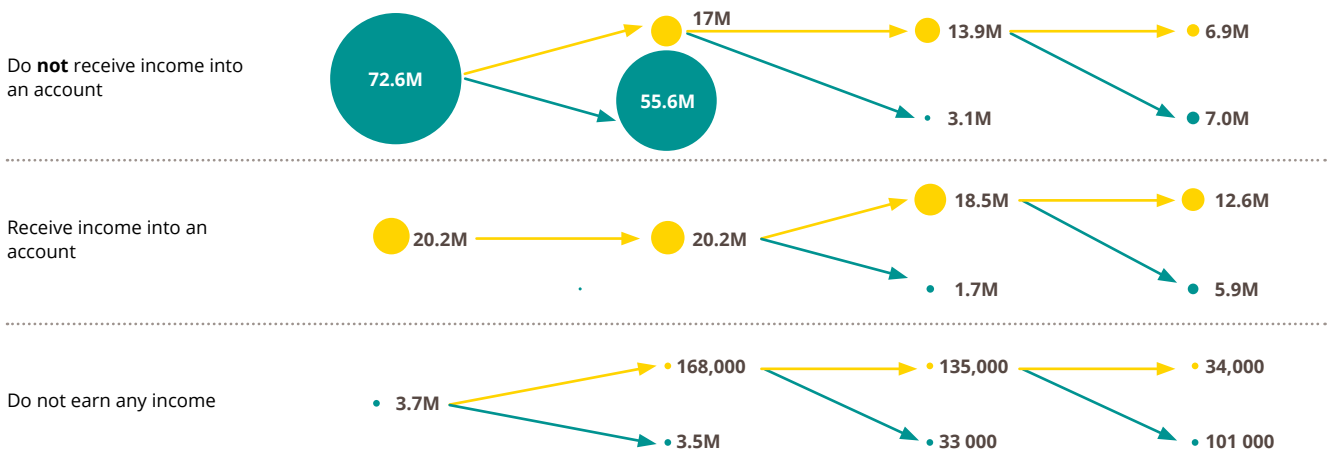 17M
13.9M
6.9M
Do not receive income into
an account
72.6M
55.6M
3.1M
7.0M
18.5M
12.6M
Receive income into an
account
20.2M
20.2M
1.7M
5.9M
168,000
135,000
34,000
Do not earn any income
3.7M
3.5M
33 000
101 000